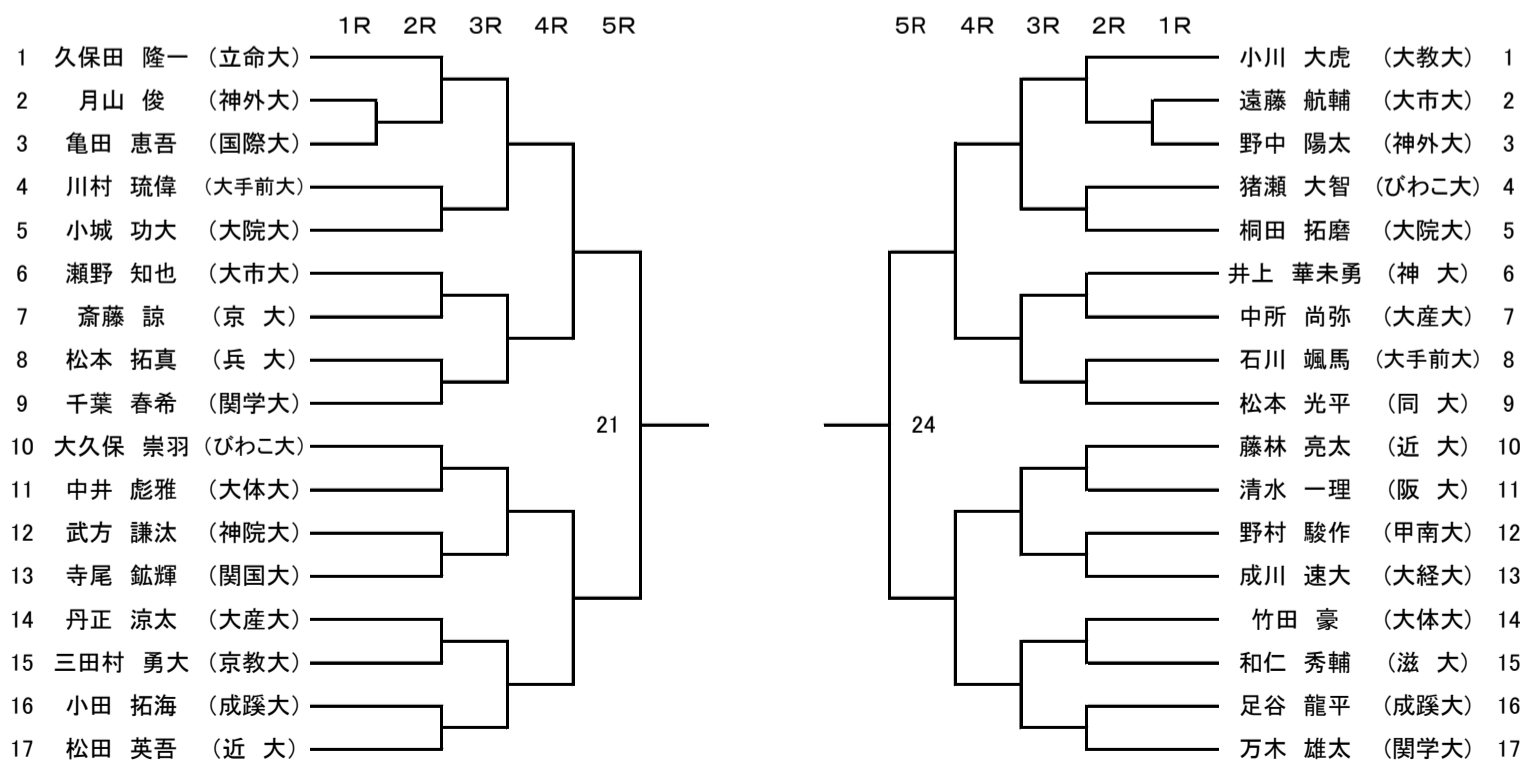 1R 2R 3R 4R 5R 5R 4R 3R 2R 1R
1 久保田 隆一 (立命大) 小川 大虎 (大教大) 1
2 月山 俊 (神外大) 遠藤 航輔 (大市大) 2
3 亀田 恵吾 (国際大) 野中 陽太 (神外大) 3
4 川村 琉偉 (大手前大) 猪瀬 大智 (びわこ大) 4
5 小城 功大 (大院大) 桐田 拓磨 (大院大) 5
6 瀬野 知也 (大市大) 井上 華未勇 (神 大) 6
7 斎藤 諒 (京 大) 中所 尚弥 (大産大) 7
8 松本 拓真 (兵 大) 石川 颯馬 (大手前大) 8
9 千葉 春希 (関学大) 松本 光平 (同 大) 9
21 24
10 大久保 崇羽 (びわこ大) 藤林 亮太 (近 大) 10
11 中井 彪雅 (大体大) 清水 一理 (阪 大) 11
12 武方 謙汰 (神院大) 野村 駿作 (甲南大) 12
13 寺尾 鉱輝 (関国大) 成川 速大 (大経大) 13
14 丹正 涼太 (大産大) 竹田 豪 (大体大) 14
15 三田村 勇大 (京教大) 和仁 秀輔 (滋 大) 15
16 小田 拓海 (成蹊大) 足谷 龍平 (成蹊大) 16
17 松田 英吾 (近 大) 万木 雄太 (関学大) 17